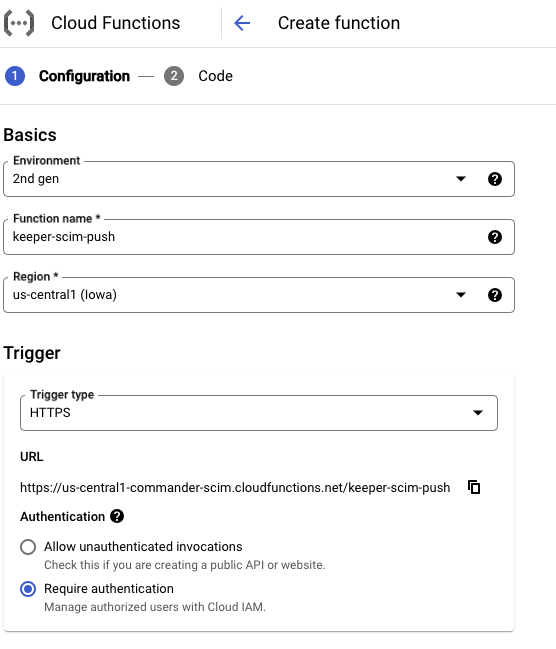 Cloud Functions
Create function
1 Configuration — 2 Code
Basics
Environment
2nd gen
Function name *
keeper-scim-push
Region *
us-central1 (Iowa)
Trigger
Trigger type
HTTPS
URL
https://us-central1-commander-scim.cloudfunctions.net/keeper-scim-push
Authentication
Allow unauthenticated invocations
Check this if you are creating a public API or website.
Require authentication
Manage authorized users with Cloud IAM.